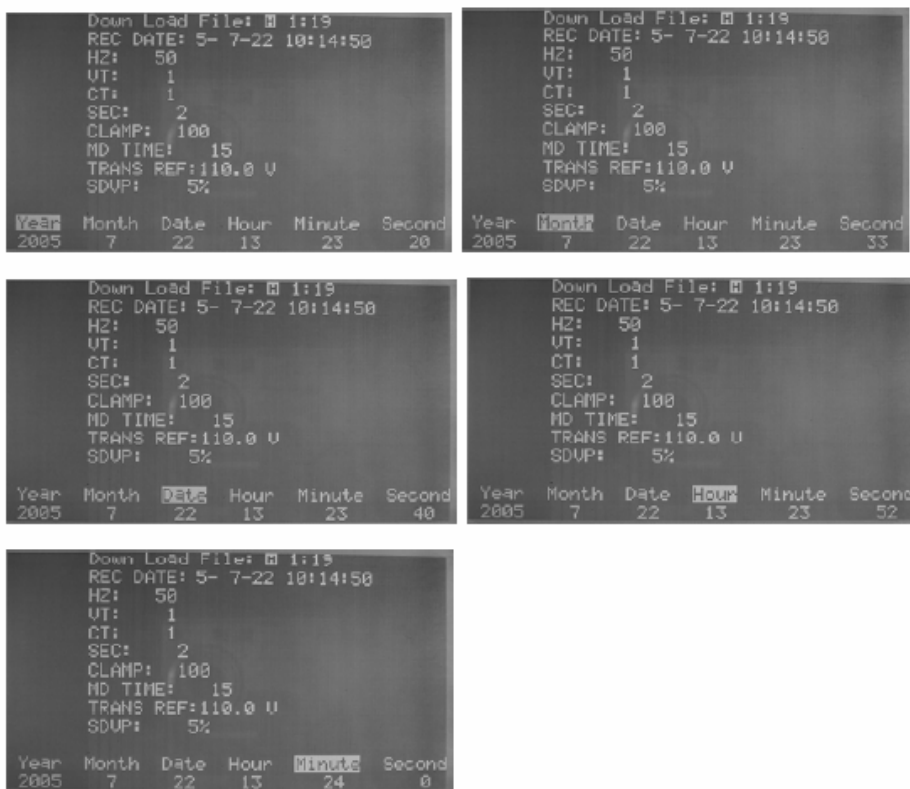 Down Load File: M 1:19
REC DATE: 5- 7-22 10:14:50
HZ: 50
VT: 1
CT: 1
SEC: 2
CLAMP: 100
MD TIME: 15
TRANS REF:110.0 V
SDVP: 5%
Year Month Date Hour Minute Second
2005 7 22 13 23 20
Down Load File: M 1:19
REC DATE: 5- 7-22 10:14:50
HZ: 50
VT: 1
CT: 1
SEC: 2
CLAMP: 100
MD TIME: 15
TRANS REF:110.0 V
SDVP: 5%
Year Month Date Hour Minute Second
2005 7 22 13 23 33
Down Load File: M 1:19
REC DATE: 5- 7-22 10:14:50
HZ: 50
VT: 1
CT: 1
SEC: 2
CLAMP: 100
MD TIME: 15
TRANS REF:110.0 V
SDVP: 5%
Year Month Date Hour Minute Second
2005 7 22 13 23 40
Down Load File: M 1:19
REC DATE: 5- 7-22 10:14:50
HZ: 50
VT: 1
CT: 1
SEC: 2
CLAMP: 100
MD TIME: 15
TRANS REF:110.0 V
SDVP: 5%
Year Month Date Hour Minute Second
2005 7 22 13 23 52
Down Load File: M 1:19
REC DATE: 5- 7-22 10:14:50
HZ: 50
VT: 1
CT: 1
SEC: 2
CLAMP: 100
MD TIME: 15
TRANS REF:110.0 V
SDVP: 5%
Year Month Date Hour Minute Second
2005 7 22 13 24 0